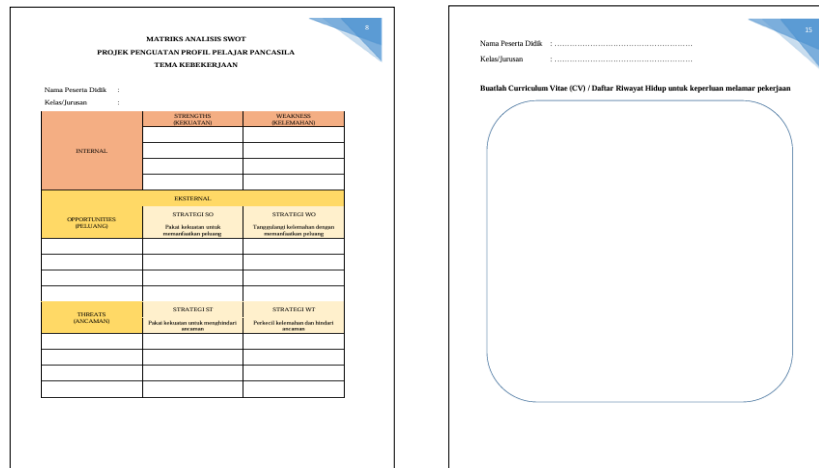 8
MATRIKS ANALISIS SWOT
PROJEK PENGUATAN PROFIL PELAJAR PANCASILA
TEMA KEBEKERJAAN
Nama Peserta Didik :
Kelas/Jurusan :
INTERNAL
STRENGTHS
(KEKUATAN)
WEAKNESS
(KELEMAHAN)
EKSTERNAL
OPPORTUNITIES
(PELUANG)
STRATEGI SO
Pakai kekuatan untuk
memanfaatkan peluang
STRATEGI WO
Tanggulangi kelemahan dengan
memanfaatkan peluang
THREATS
(ANCAMAN)
STRATEGI ST
Pakai kekuatan untuk menghindari
ancaman
STRATEGI WT
Perkecil kelemahan dan hindari
ancaman
15
Nama Peserta Didik : ......................................................
Kelas/Jurusan : ......................................................
Buatlah Curriculum Vitae (CV) / Daftar Riwayat Hidup untuk keperluan melamar pekerjaan